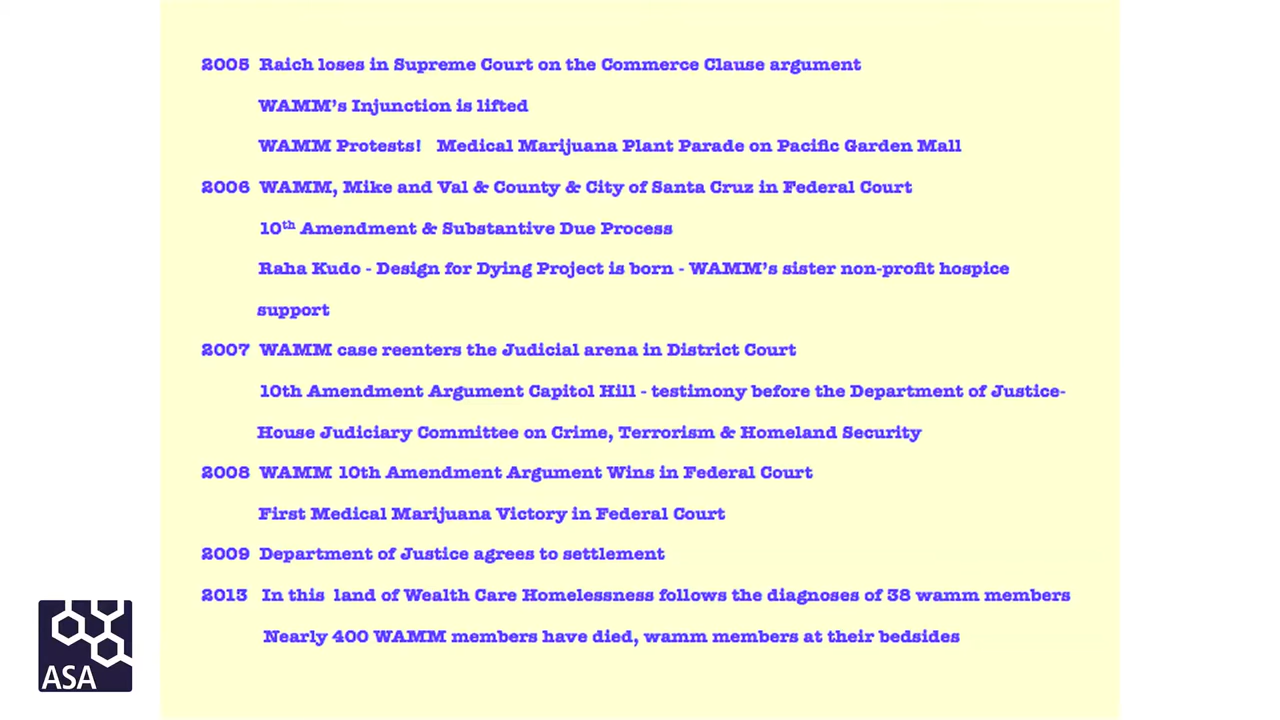 2005 Raich loses in Supreme Court on the Commerce Clause argument
WAMM's Injunction is lifted
WAMM Protests! Medical Marijuana Plant Parade on Pacific Garden Mall
2006 WAMM, Mike and Val & County & City of Santa Cruz in Federal Court
10th Amendment & Substantive Due Process
Raha Kudo - Design for Dying Project is born - WAMM's sister non-profit hospice
support
2007 WAMM case reenters the Judicial arena in District Court
10th Amendment Argument Capitol Hill - testimony before the Department of Justice-
House Judiciary Committee on Crime, Terrorism & Homeland Security
2008 WAMM 10th Amendment Argument Wins in Federal Court
First Medical Marijuana Victory in Federal Court
2009 Department of Justice agrees to settlement
2013 In this land of Wealth Care Homelessness follows the diagnoses of 38 wamm members
Nearly 400 WAMM members have died, wamm members at their bedsides
ASA